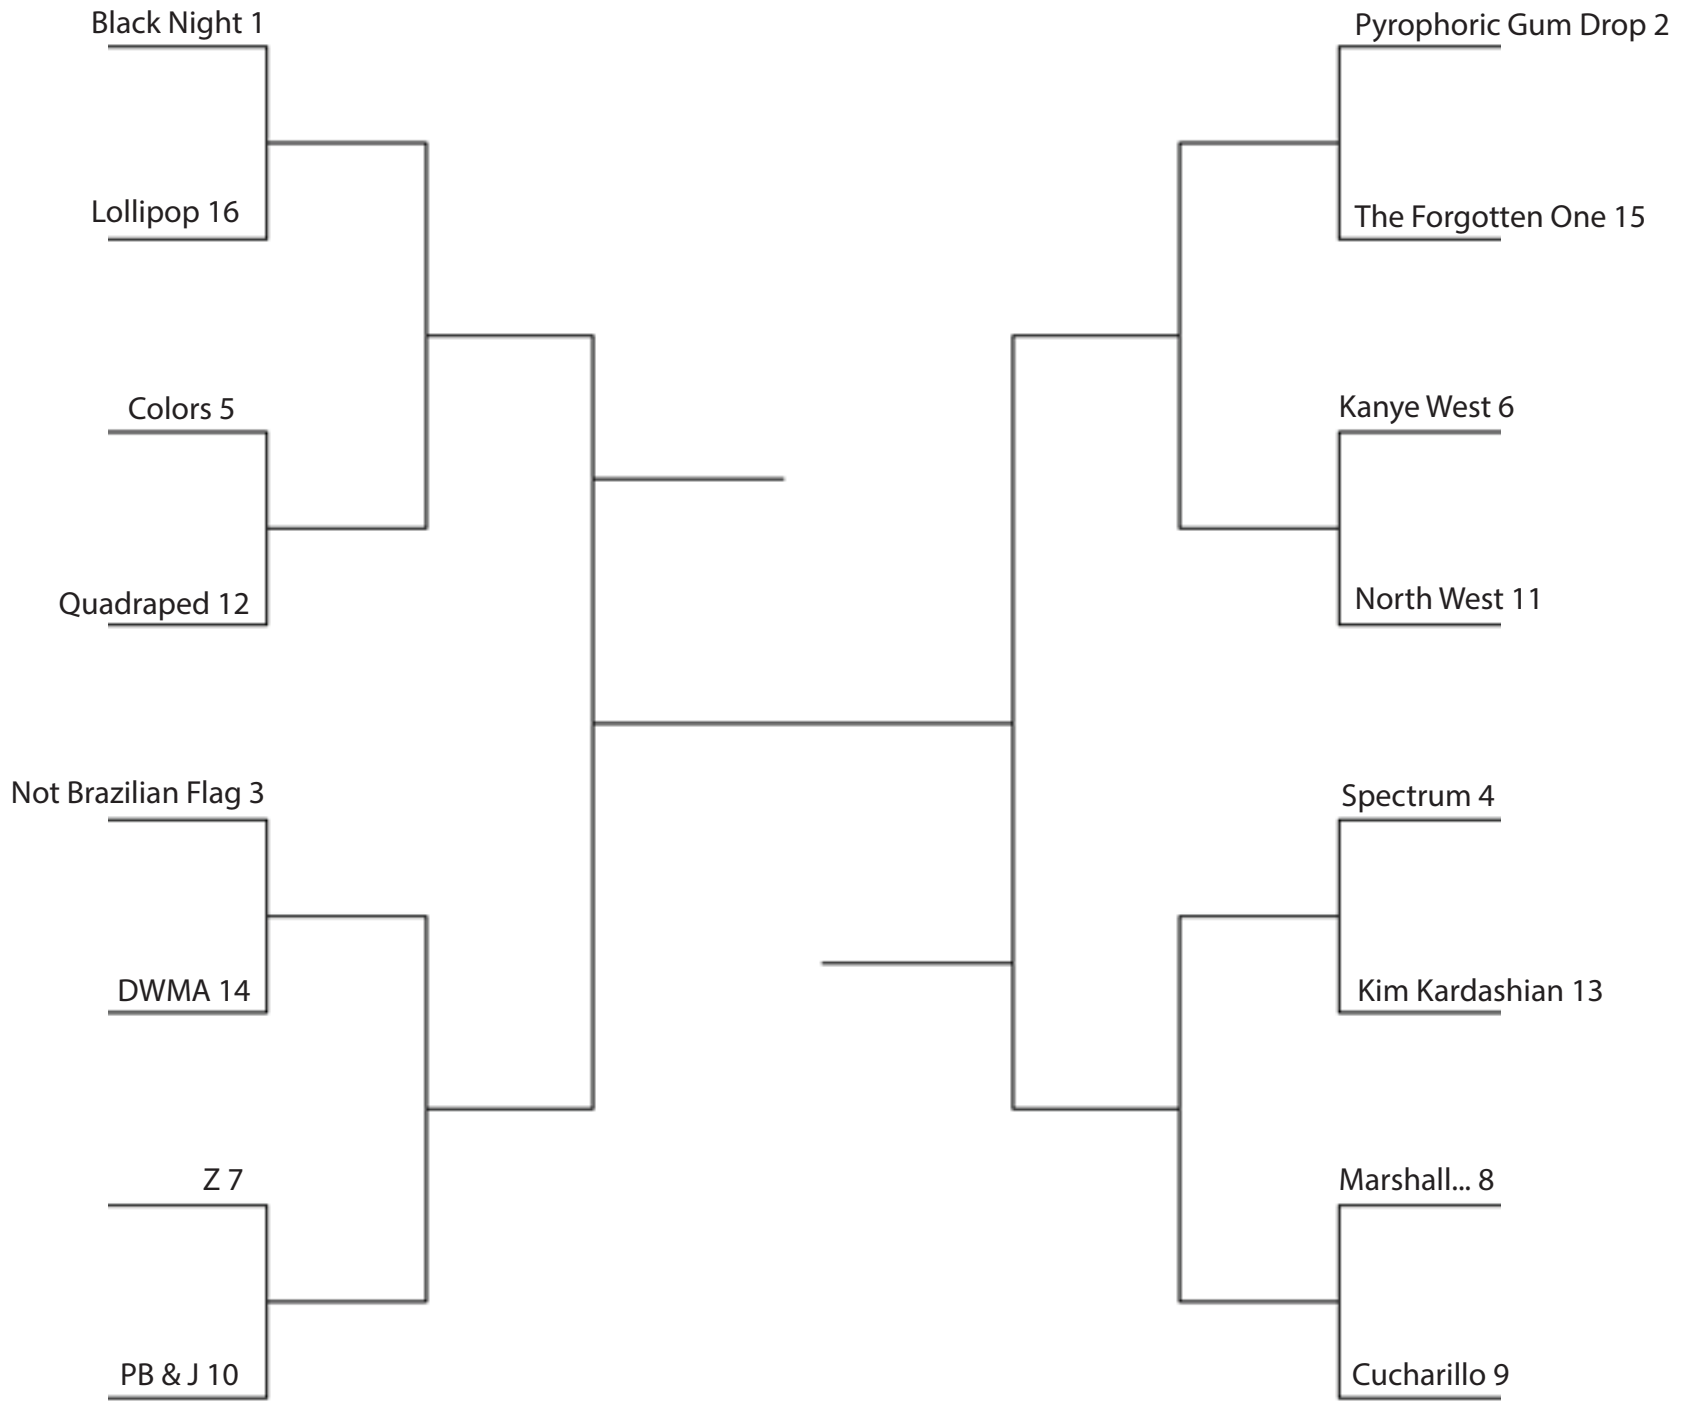 Black Night 1
Lollipop 16
Colors 5
Quadraped 12
Not Brazilian Flag 3
DWMA 14
Z 7
PB & J 10
Pyrophoric Gum Drop 2
The Forgotten One 15
Kanye West 6
North West 11
Spectrum 4
Kim Kardashian 13
Marshall... 8
Cucharillo 9